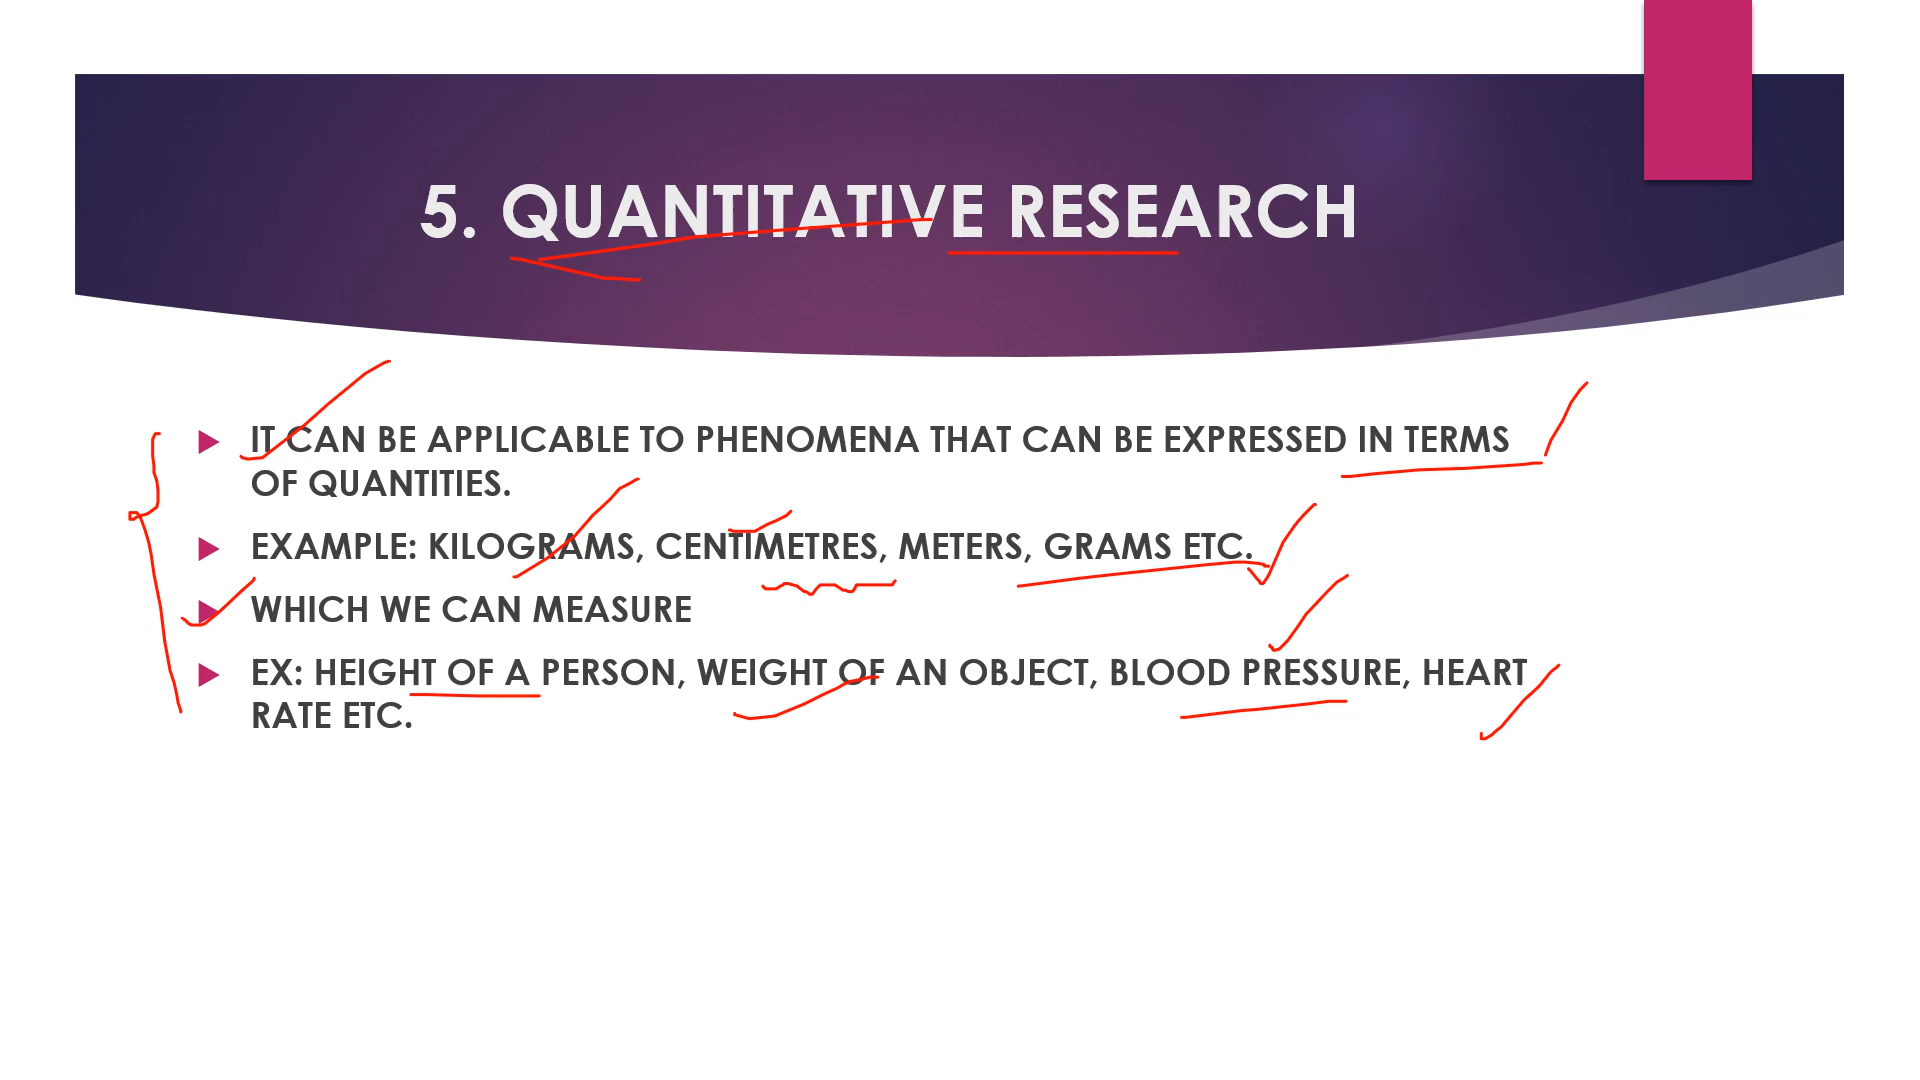 5. QUANTITATIVE RESEARCH
IT CAN BE APPLICABLE TO PHENOMENA THAT CAN BE EXPRESSED IN TERMS
OF QUANTITIES.
EXAMPLE: KILOGRAMS, CENTIMETRES, METERS, GRAMS ETC.
WHICH WE CAN MEASURE
EX: HEIGHT OF A PERSON, WEIGHT OF AN OBJECT, BLOOD PRESSURE, HEART
RATE ETC.